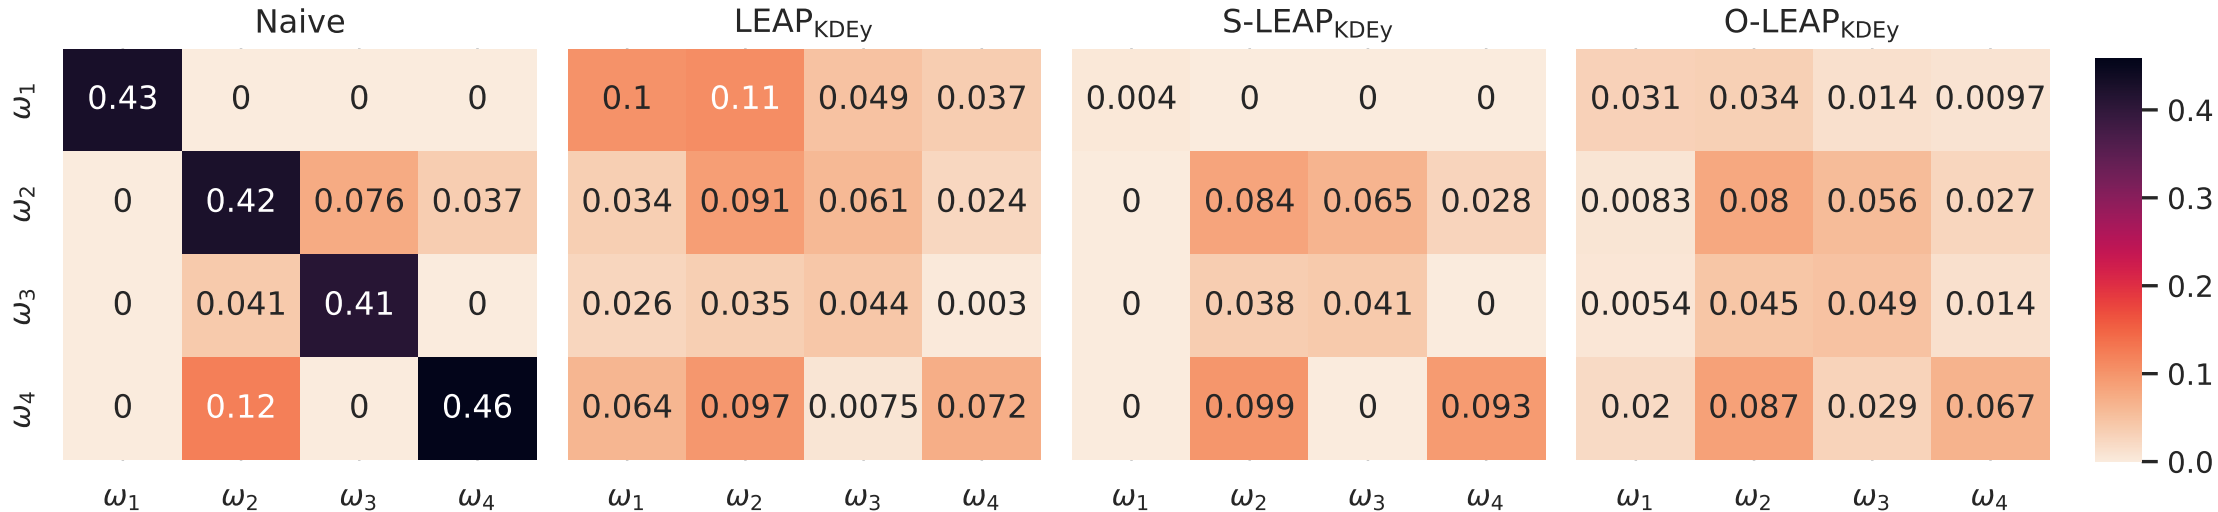 Naive LEAP_KDEy S-LEAP_KDEy O-LEAP_KDEy
ω₁ 0.43 0 0 0 0.1 0.11 0.049 0.037 0.004 0 0 0 0.031 0.034 0.014 0.0097
ω₂ 0 0.42 0.076 0.037 0.034 0.091 0.061 0.024 0 0.084 0.065 0.028 0.0083 0.08 0.056 0.027
ω₃ 0 0.041 0.41 0 0.026 0.035 0.044 0.003 0 0.038 0.041 0 0.0054 0.045 0.049 0.014
ω₄ 0 0.12 0 0.46 0.064 0.097 0.0075 0.072 0 0.099 0 0.093 0.02 0.087 0.029 0.067
ω₁ ω₂ ω₃ ω₄ ω₁ ω₂ ω₃ ω₄ ω₁ ω₂ ω₃ ω₄ ω₁ ω₂ ω₃ ω₄
0.4
0.3
0.2
0.1
0.0